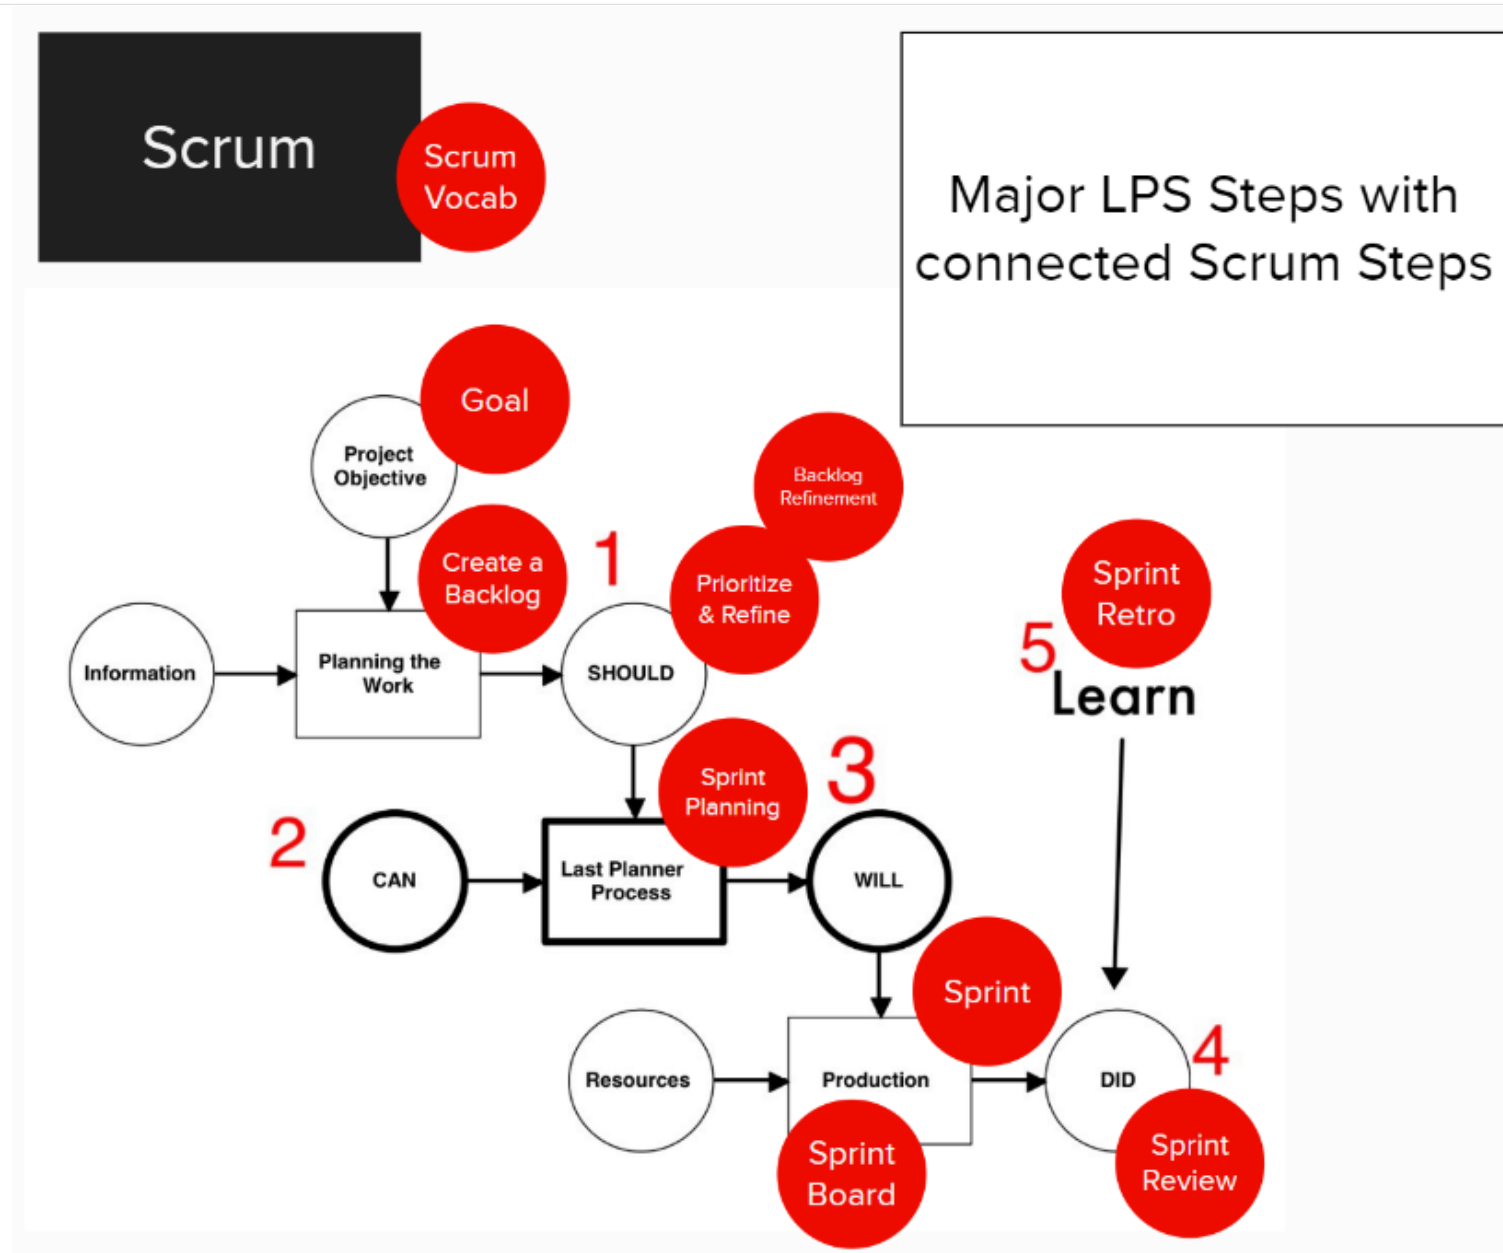 Scrum
Scrum
Vocab
Major LPS Steps with
connected Scrum Steps
Goal
Project
Objective
Backlog
Refinement
Create a
Backlog
1
Prioritize
& Refine
Sprint
Retro
5
Learn
Information
Planning the
Work
SHOULD
Sprint
Planning
3
2
CAN
Last Planner
Process
WILL
Sprint
Resources
Production
DID
4
Sprint
Board
Sprint
Review